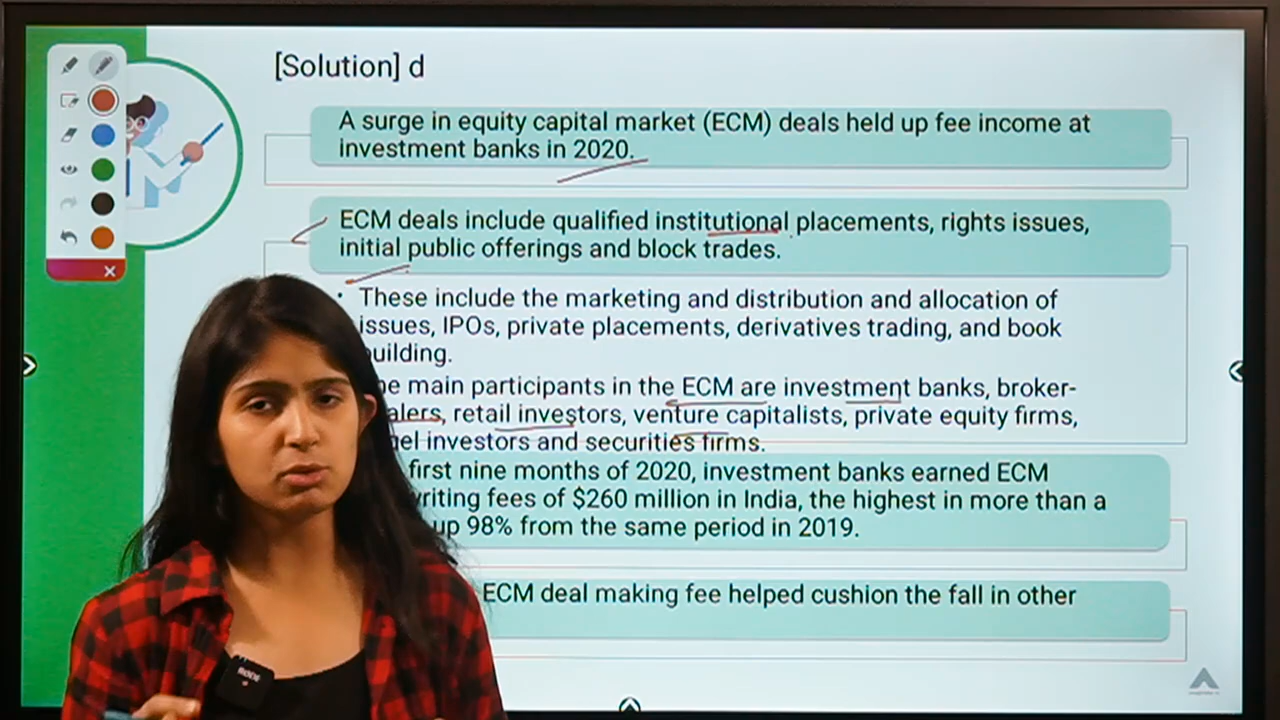 [Solution] d
A surge in equity capital market (ECM) deals held up fee income at
investment banks in 2020.
ECM deals include qualified institutional placements, rights issues,
initial public offerings and block trades.
• These include the marketing and distribution and allocation of
issues, IPOs, private placements, derivatives trading, and book
uilding.
e main participants in the ECM are investment banks, broker-
alers, retail investors, venture capitalists, private equity firms,
el investors and securities firms.
first nine months of 2020, investment banks earned ECM
writing fees of $260 million in India, the highest in more than a
up 98% from the same period in 2019.
ECM deal making fee helped cushion the fall in other
RODE